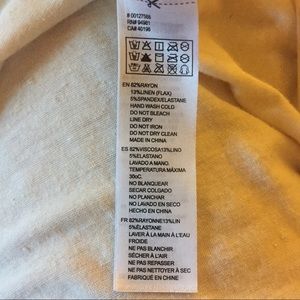 # 00127566
RN# 94981
CA# 40196
EN 82%RAYON
13%LINEN (FLAX)
5%SPANDEX/ELASTANE
HAND WASH COLD
DO NOT BLEACH
LINE DRY
DO NOT IRON
DO NOT DRY CLEAN
MADE IN CHINA
ES 82%VISCOSA13%LINO
5%ELASTANO
LAVADO A MANO.
TEMPERATURA MÁXIMA
30oC.
NO BLANQUEAR
SECAR COLGADO
NO PLANCHAR
NO LAVADO EN SECO
HECHO EN CHINA
FR 82%RAYONNE13%LIN
5%ÉLASTANE
LAVER À LA MAIN À L'EAU
FROIDE
NE PAS BLANCHIR
SÉCHER À L'AIR
NE PAS REPASSER
NE PAS NETTOYER À SEC
FABRIQUÉ EN CHINE